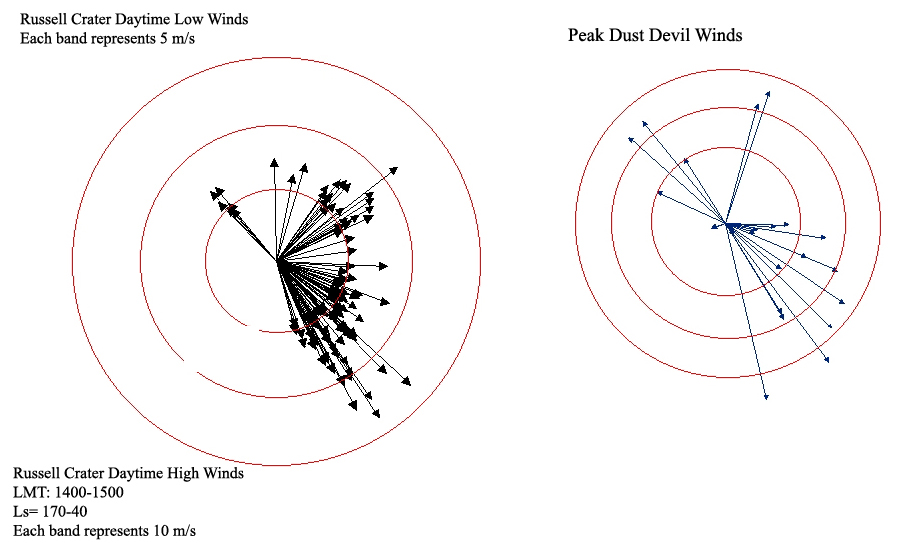 Russell Crater Daytime Low Winds
Each band represents 5 m/s
Peak Dust Devil Winds
Russell Crater Daytime High Winds
LMT: 1400-1500
Ls= 170-40
Each band represents 10 m/s